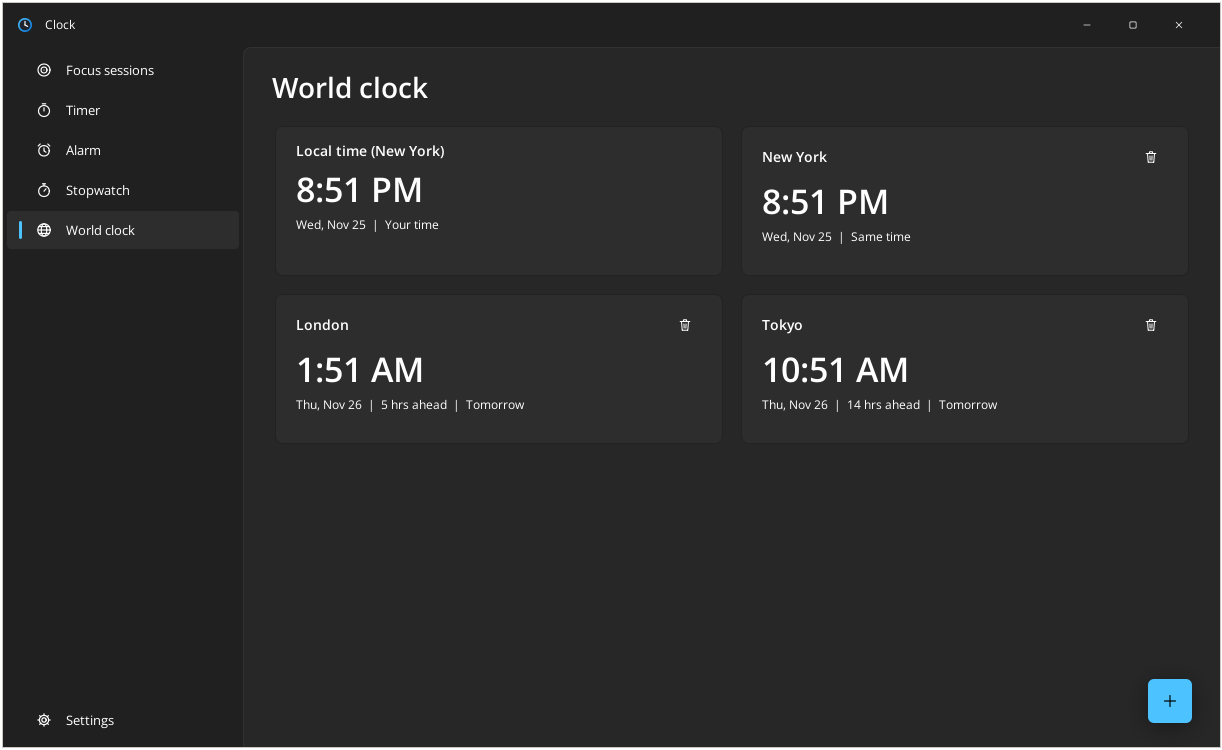 Clock
Focus sessions
Timer
Alarm
Stopwatch
World clock
Settings
World clock
Local time (New York)
8:51 PM
Wed, Nov 25 | Your time
New York
8:51 PM
Wed, Nov 25 | Same time
London
1:51 AM
Thu, Nov 26 | 5 hrs ahead | Tomorrow
Tokyo
10:51 AM
Thu, Nov 26 | 14 hrs ahead | Tomorrow